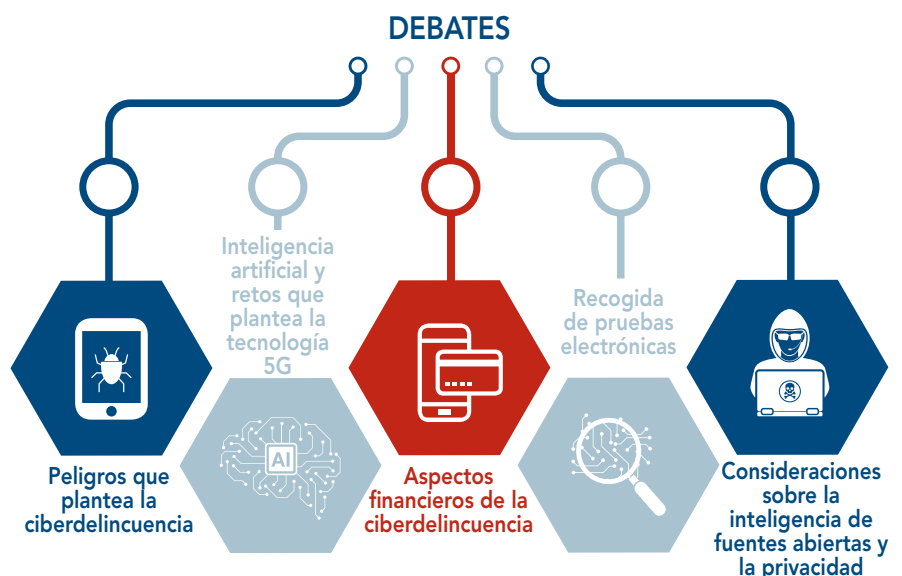 DEBATES
Peligros que
plantea la
ciberdelincuencia
Inteligencia
artificial y
retos que
plantea la
tecnología
5G
AI
Aspectos
financieros de la
ciberdelincuencia
Recogida
de pruebas
electrónicas
Consideraciones
sobre la
inteligencia de
fuentes abiertas y
la privacidad